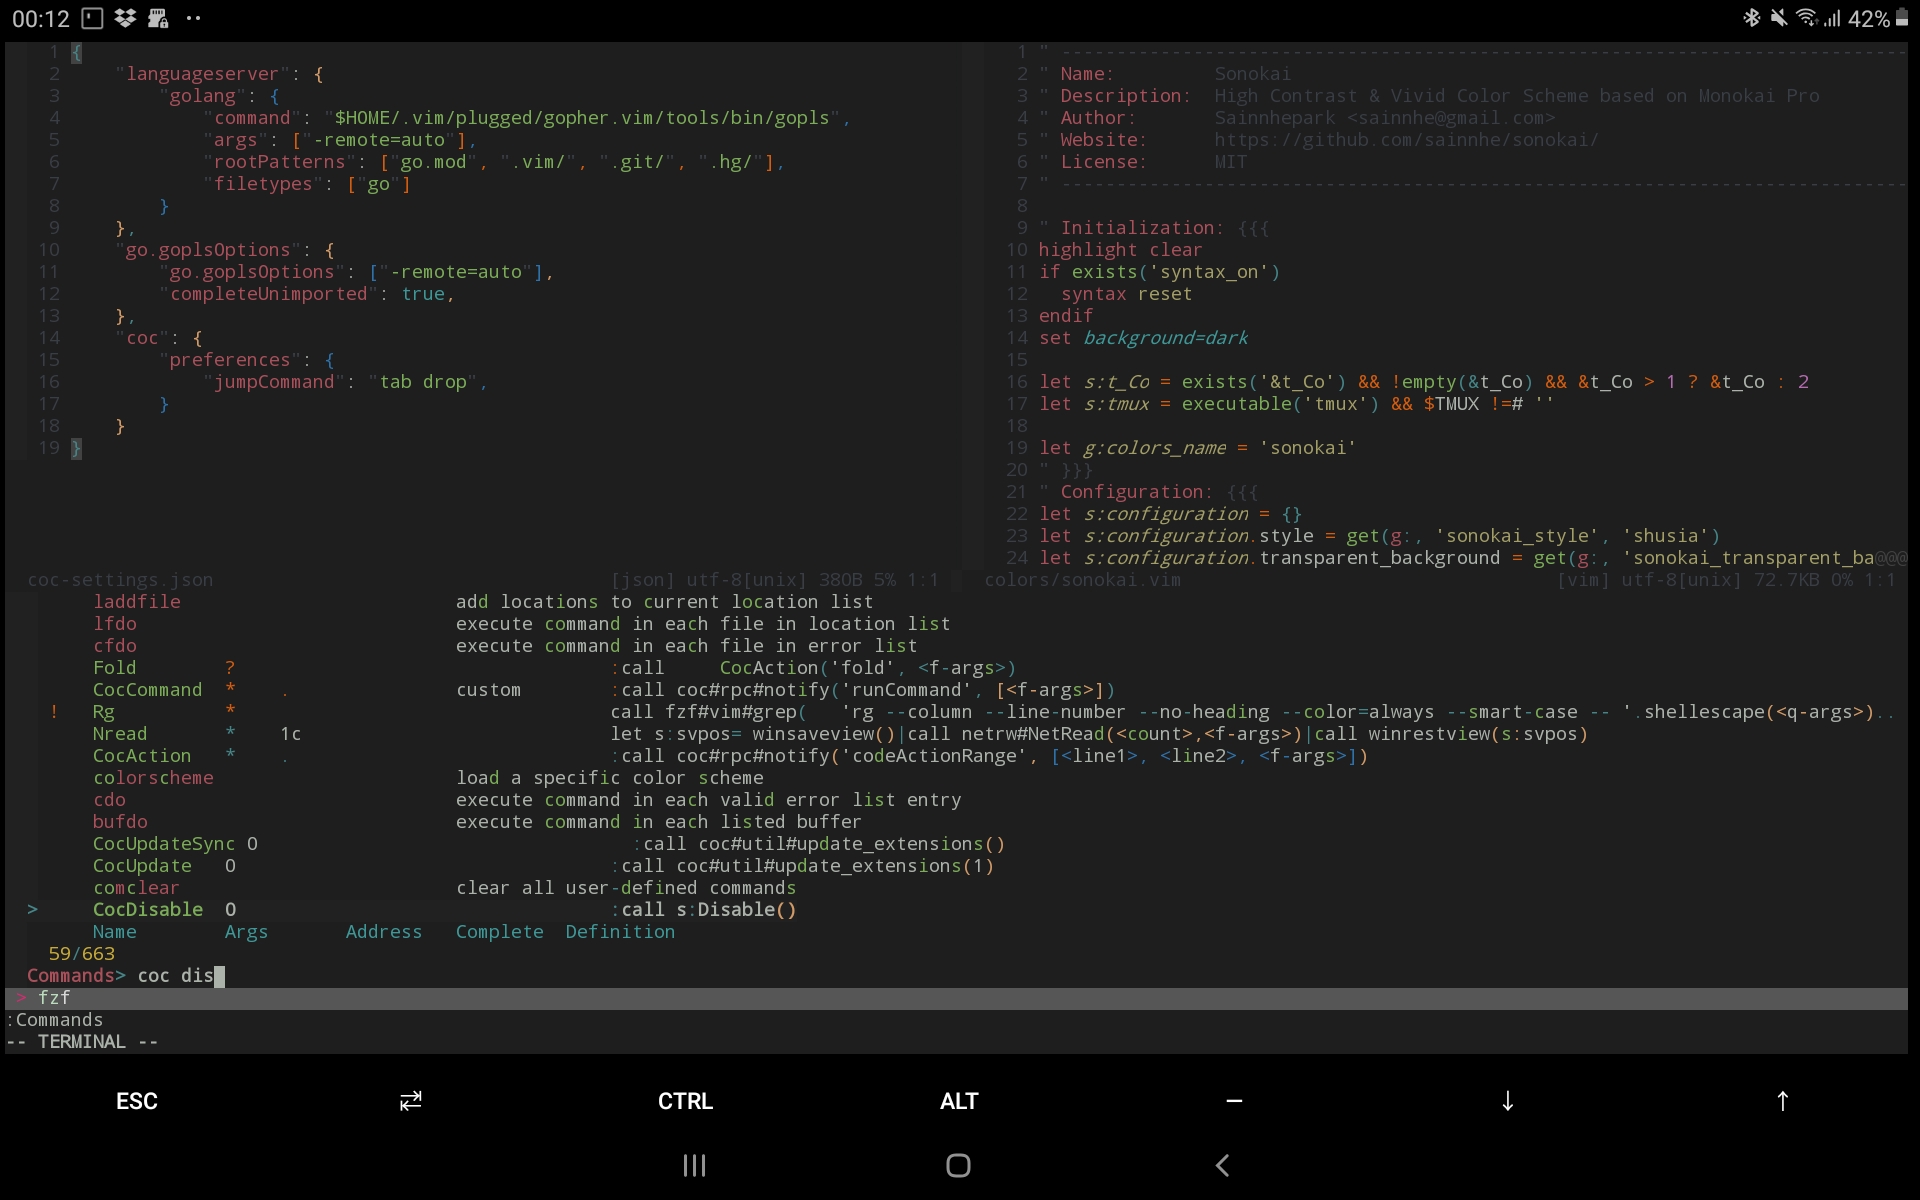 00:12 42%
1 {
2 "languageserver": {
3 "golang": {
4 "command": "$HOME/.vim/plugged/gopher.vim/tools/bin/gopls",
5 "args": ["-remote=auto"],
6 "rootPatterns": ["go.mod", ".vim/", ".git/", ".hg/"],
7 "filetypes": ["go"]
8 }
9 },
10 "go.goplsOptions": {
11 "go.goplsOptions": ["-remote=auto"],
12 "completeUnimported": true,
13 },
14 "coc": {
15 "preferences": {
16 "jumpCommand": "tab drop",
17 }
18 }
19 }
coc-settings.json [json] utf-8[unix] 380B 5% 1:1
1 " -----------------------------------------------------------------------------
2 " Name: Sonokai
3 " Description: High Contrast & Vivid Color Scheme based on Monokai Pro
4 " Author: Sainnhepark <sainnhe@gmail.com>
5 " Website: https://github.com/sainnhe/sonokai/
6 " License: MIT
7 " -----------------------------------------------------------------------------
8
9 " Initialization: {{{
10 highlight clear
11 if exists('syntax_on')
12 syntax reset
13 endif
14 set background=dark
15
16 let s:t_Co = exists('&t_Co') && !empty(&t_Co) && &t_Co > 1 ? &t_Co : 2
17 let s:tmux = executable('tmux') && $TMUX !=# ''
18
19 let g:colors_name = 'sonokai'
20 " }}}
21 " Configuration: {{{
22 let s:configuration = {}
23 let s:configuration.style = get(g:, 'sonokai_style', 'shusia')
24 let s:configuration.transparent_background = get(g:, 'sonokai_transparent_ba@@@
colors/sonokai.vim [vim] utf-8[unix] 72.7KB 0% 1:1
laddfile add locations to current location list
lfdo execute command in each file in location list
cfdo execute command in each file in error list
Fold ? :call CocAction('fold', <f-args>)
CocCommand * . custom :call coc#rpc#notify('runCommand', [<f-args>])
! Rg * call fzf#vim#grep( 'rg --column --line-number --no-heading --color=always --smart-case -- '.shellescape(<q-args>)..
Nread * 1c let s:svpos= winsaveview()|call netrw#NetRead(<count>,<f-args>)|call winrestview(s:svpos)
CocAction * . :call coc#rpc#notify('codeActionRange', [<line1>, <line2>, <f-args>])
colorscheme load a specific color scheme
cdo execute command in each valid error list entry
bufdo execute command in each listed buffer
CocUpdateSync 0 :call coc#util#update_extensions()
CocUpdate 0 :call coc#util#update_extensions(1)
comclear clear all user-defined commands
> CocDisable 0 :call s:Disable()
Name Args Address Complete Definition
59/663
Commands> coc dis
> fzf
:Commands
-- TERMINAL --
ESC ⇄ CTRL ALT – ↓ ↑